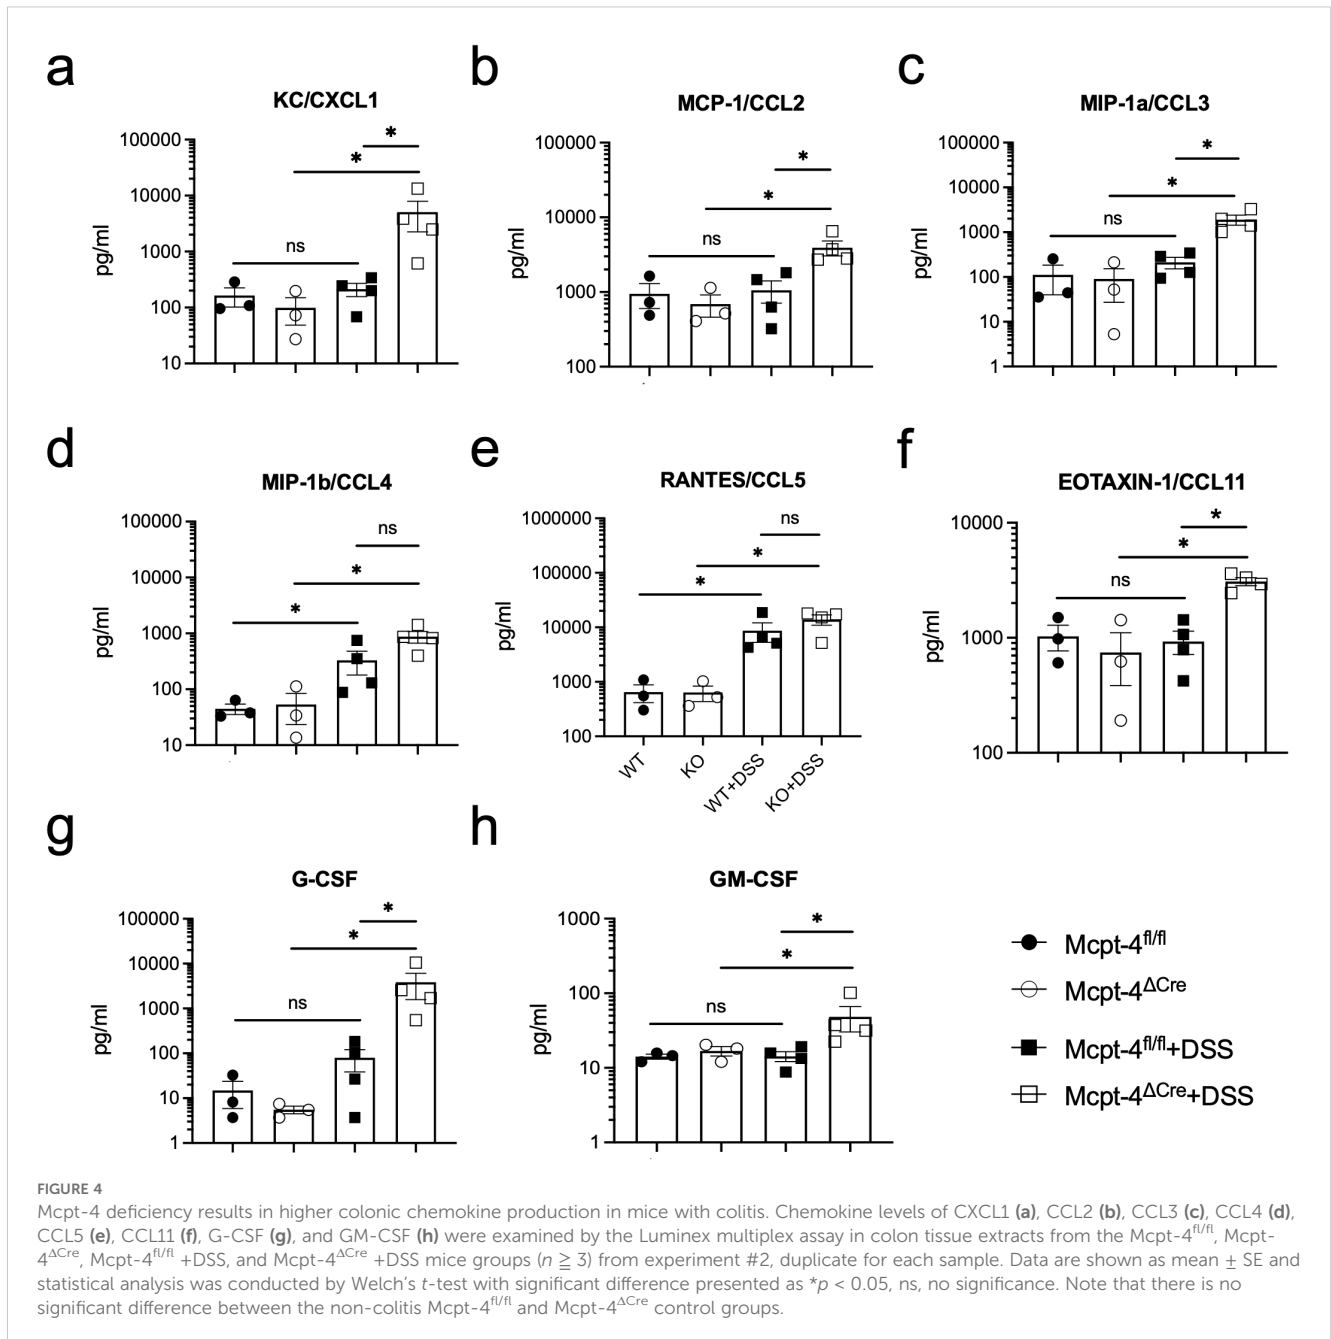 a
KC/CXCL1
pg/ml
100000
10000
1000
100
10
ns
*
*
b
MCP-1/CCL2
pg/ml
100000
10000
1000
100
ns
*
*
c
MIP-1a/CCL3
pg/ml
100000
10000
1000
100
10
1
ns
*
*
d
MIP-1b/CCL4
pg/ml
100000
10000
1000
100
10
*
*
ns
e
RANTES/CCL5
pg/ml
1000000
100000
10000
1000
100
*
*
ns
WT
KO
WT+DSS
KO+DSS
f
EOTAXIN-1/CCL11
pg/ml
10000
1000
100
ns
*
*
g
G-CSF
pg/ml
100000
10000
1000
100
10
1
ns
*
*
h
GM-CSF
pg/ml
1000
100
10
1
ns
*
*
Mcpt-4fl/fl
Mcpt-4ΔCre
Mcpt-4fl/fl+DSS
Mcpt-4ΔCre+DSS
FIGURE 4
Mcpt-4 deficiency results in higher colonic chemokine production in mice with colitis. Chemokine levels of CXCL1 (a), CCL2 (b), CCL3 (c), CCL4 (d),
CCL5 (e), CCL11 (f), G-CSF (g), and GM-CSF (h) were examined by the Luminex multiplex assay in colon tissue extracts from the Mcpt-4fl/fl, Mcpt-
4ΔCre, Mcpt-4fl/fl +DSS, and Mcpt-4ΔCre +DSS mice groups (n ≧ 3) from experiment #2, duplicate for each sample. Data are shown as mean ± SE and
statistical analysis was conducted by Welch’s t-test with significant difference presented as *p < 0.05, ns, no significance. Note that there is no
significant difference between the non-colitis Mcpt-4fl/fl and Mcpt-4ΔCre control groups.